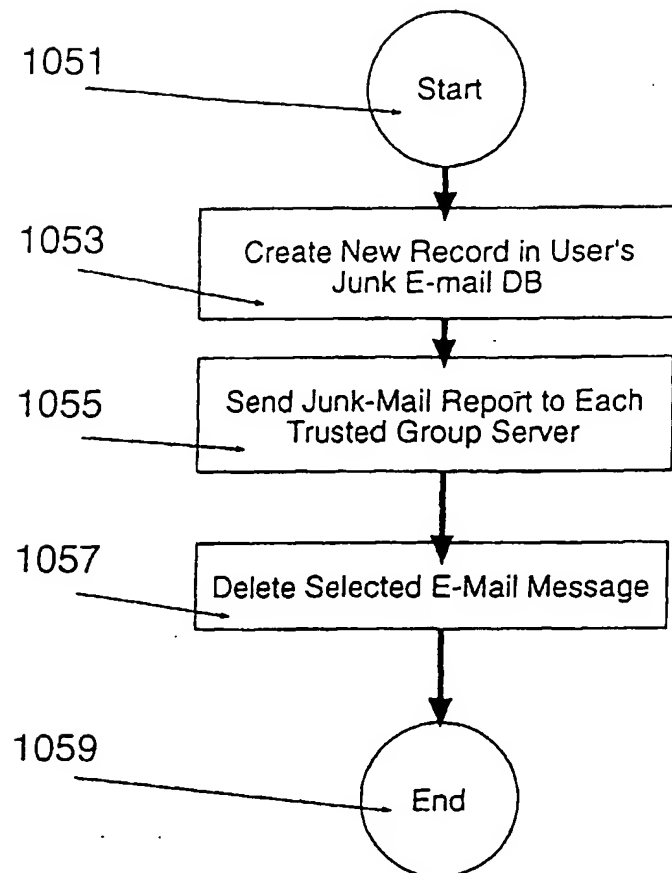 1051
Start
1053
Create New Record in User's
Junk E-mail DB
1055
Send Junk-Mail Report to Each
Trusted Group Server
1057
Delete Selected E-Mail Message
1059
End